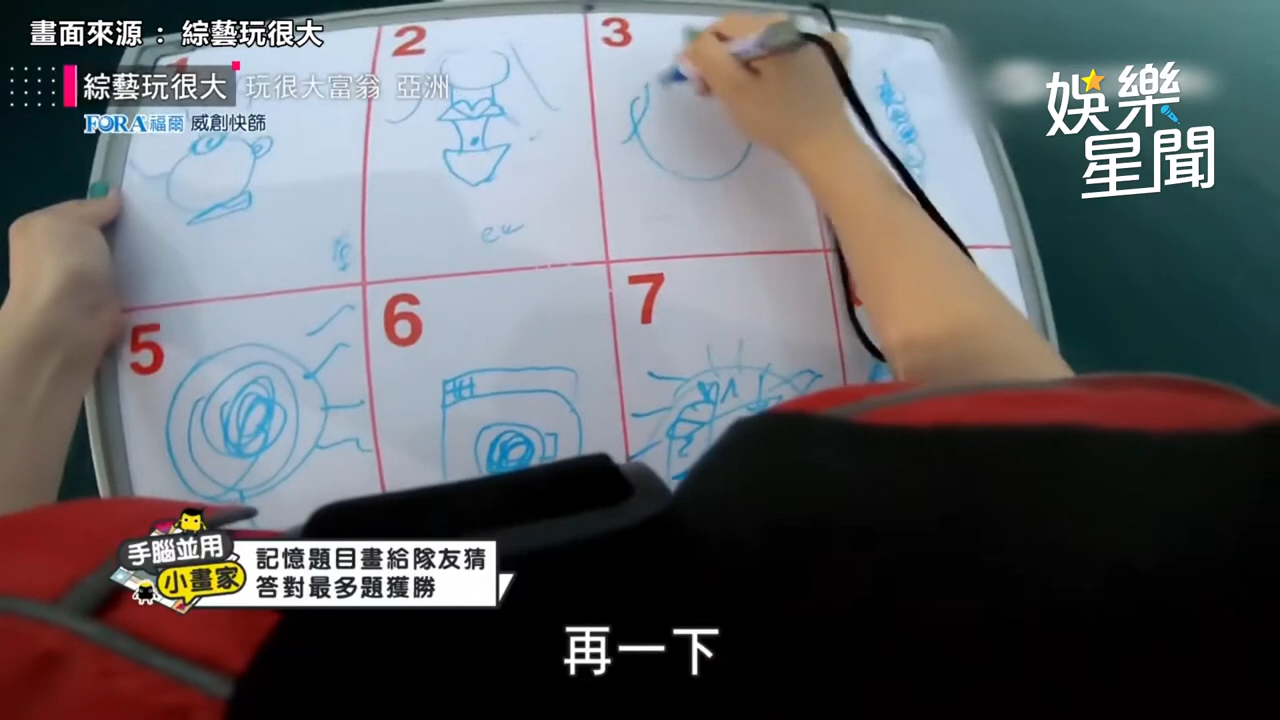 畫面來源 : 綜藝玩很大
綜藝玩很大 玩很大富翁 亞洲
FORA福爾 威創快篩
娛樂
星聞
2
3
5
6
7
手腦並用
小畫家
記憶題目畫給隊友猜
答對最多題獲勝
再一下